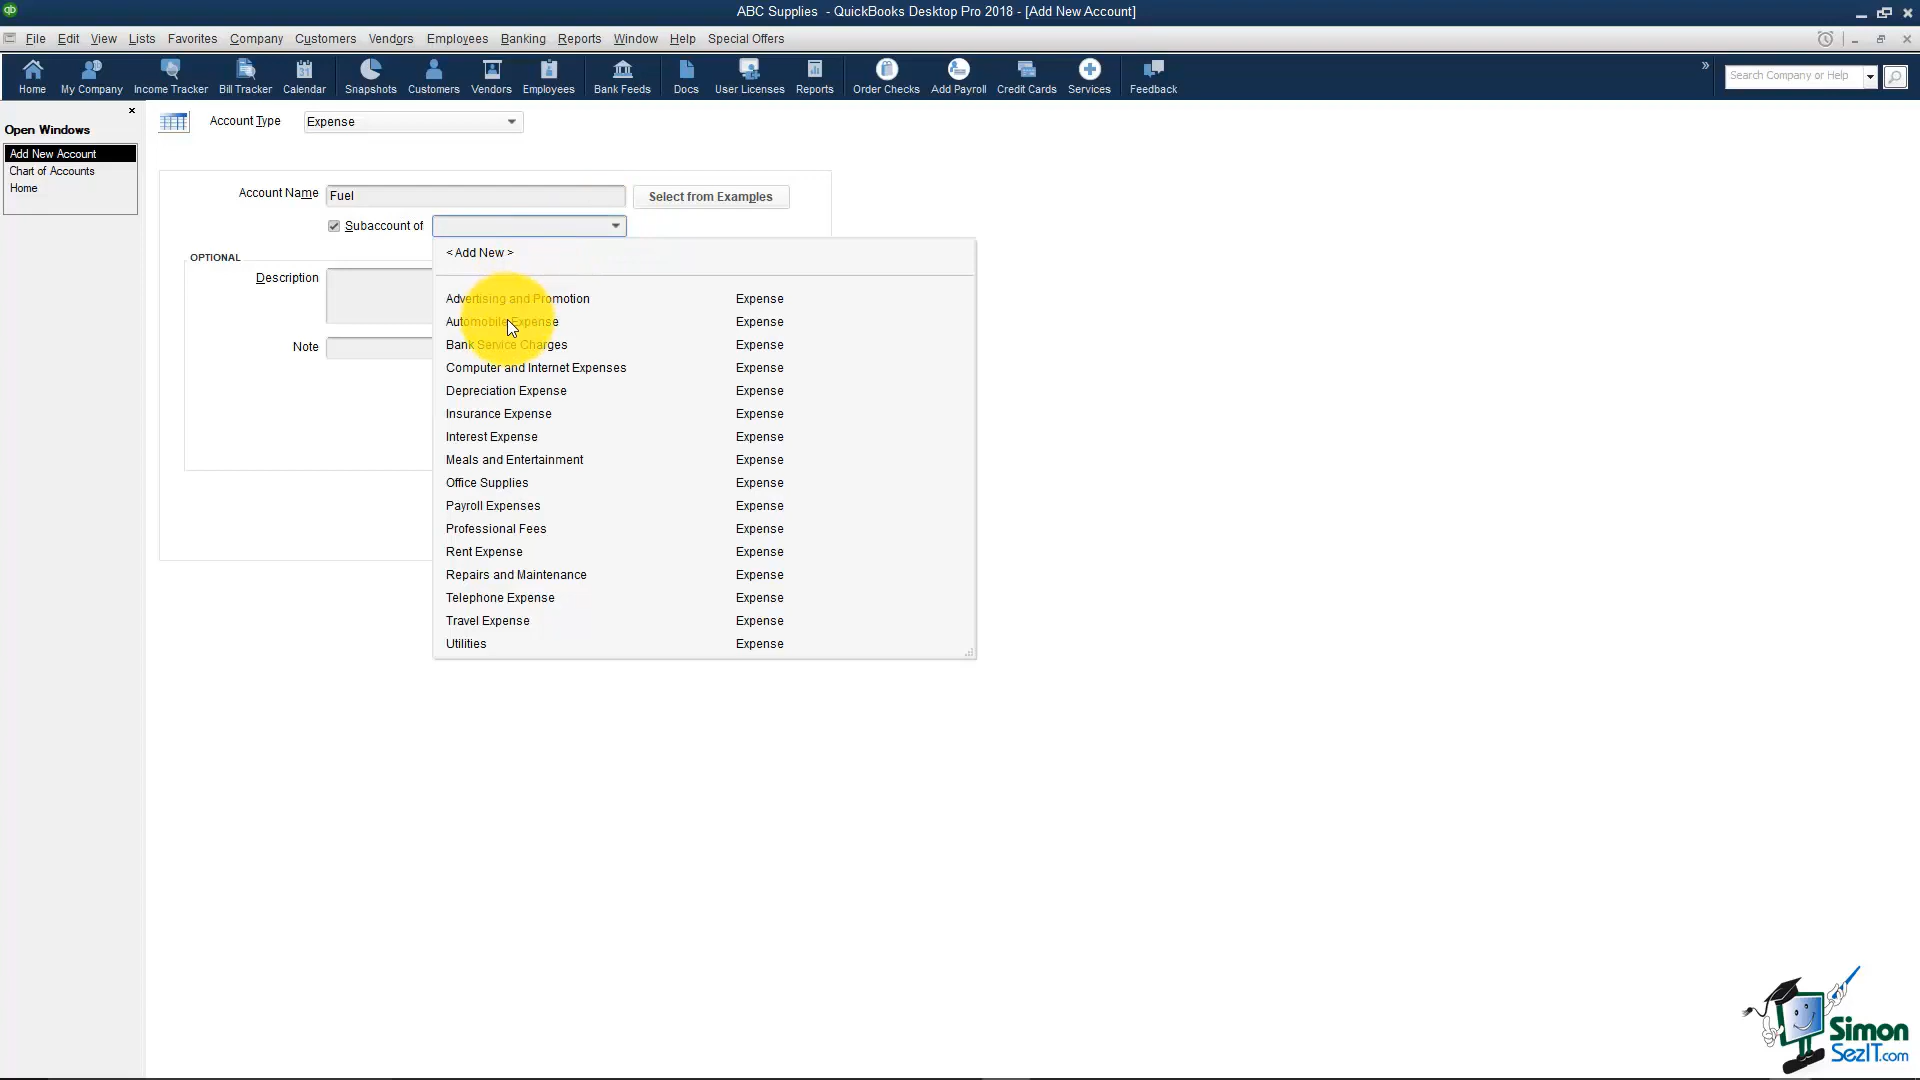 ABC Supplies - QuickBooks Desktop Pro 2018 - [Add New Account]
File Edit View Lists Favorites Company Customers Vendors Employees Banking Reports Window Help Special Offers
Home My Company Income Tracker Bill Tracker Calendar Snapshots Customers Vendors Employees Bank Feeds Docs User Licenses Reports Order Checks Add Payroll Credit Cards Services Feedback » Search Company or Help
Open Windows
Add New Account
Chart of Accounts
Home
Account Type Expense
Account Name Fuel Select from Examples
Subaccount of
OPTIONAL
Description
Note
< Add New >
Advertising and Promotion Expense
Automobile Expense Expense
Bank Service Charges Expense
Computer and Internet Expenses Expense
Depreciation Expense Expense
Insurance Expense Expense
Interest Expense Expense
Meals and Entertainment Expense
Office Supplies Expense
Payroll Expenses Expense
Professional Fees Expense
Rent Expense Expense
Repairs and Maintenance Expense
Telephone Expense Expense
Travel Expense Expense
Utilities Expense
Simon
SezIT.com